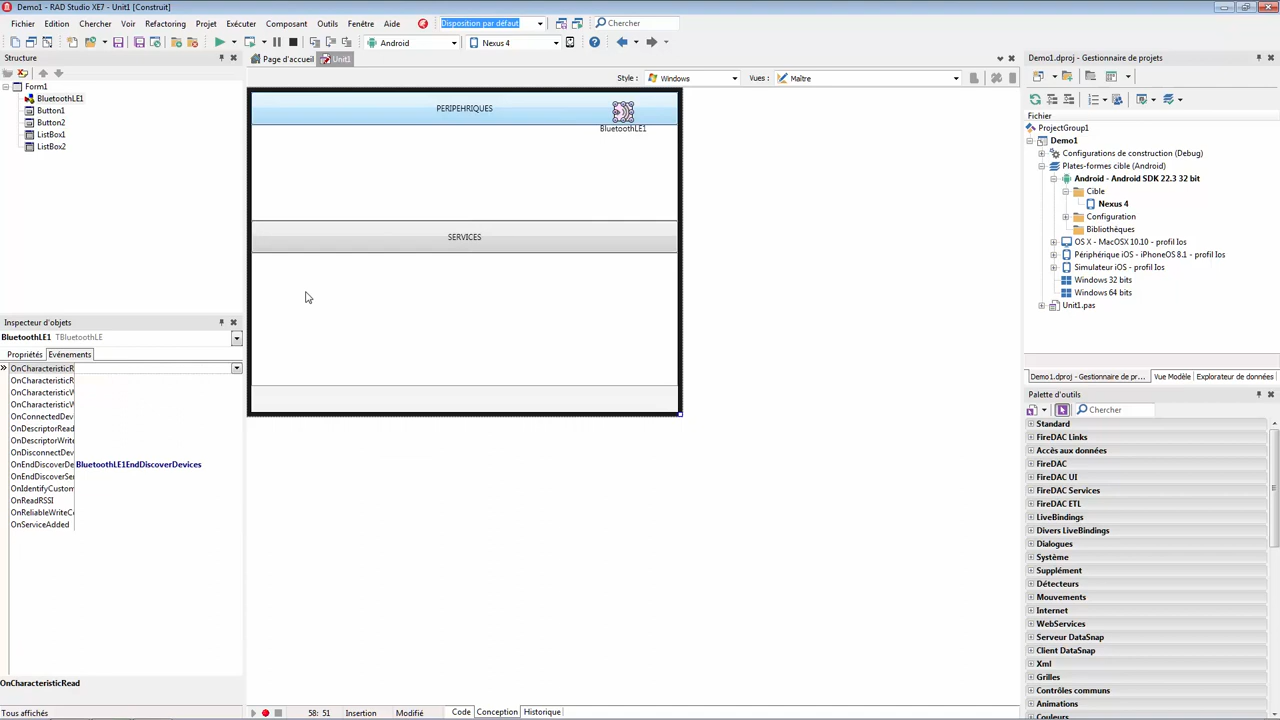 Demo1 - RAD Studio XE7 - Unit1 [Construit]
Fichier Edition Chercher Voir Refactoring Projet Exécuter Composant Outils Fenêtre Aide Disposition par défaut Chercher
Android Nexus 4
Structure
Page d'accueil Unit1
Demo1.dproj - Gestionnaire de projets
Style : Windows Vues : Maître
Form1
BluetoothLE1
Button1
Button2
ListBox1
ListBox2
PERIPEHRIQUES
BluetoothLE1
SERVICES
Fichier
ProjectGroup1
Demo1
Configurations de construction (Debug)
Plates-formes cible (Android)
Android - Android SDK 22.3 32 bit
Cible
Nexus 4
Configuration
Bibliothèques
OS X - MacOSX 10.10 - profil Ios
Périphérique iOS - iPhoneOS 8.1 - profil Ios
Simulateur iOS - profil Ios
Windows 32 bits
Windows 64 bits
Unit1.pas
Inspecteur d'objets
BluetoothLE1 TBluetoothLE
Propriétés Evénements
OnCharacteristicR
OnCharacteristicR
OnCharacteristicW
OnCharacteristicW
OnConnectedDev
OnDescriptorRead
OnDescriptorWrite
OnDisconnectDev
OnEndDiscoverDe BluetoothLE1EndDiscoverDevices
OnEndDiscoverSer
OnIdentifyCustom
OnReadRSSI
OnReliableWriteCo
OnServiceAdded
OnCharacteristicRead
Tous affichés
58: 51 Insertion Modifié Code Conception Historique
Demo1.dproj - Gestionnaire de pr... Vue Modèle Explorateur de données
Palette d'outils
Chercher
Standard
FireDAC Links
Accès aux données
FireDAC
FireDAC UI
FireDAC Services
FireDAC ETL
LiveBindings
Divers LiveBindings
Dialogues
Système
Supplément
Détecteurs
Mouvements
Internet
WebServices
Serveur DataSnap
Client DataSnap
Xml
Grilles
Contrôles communs
Animations
Couleurs